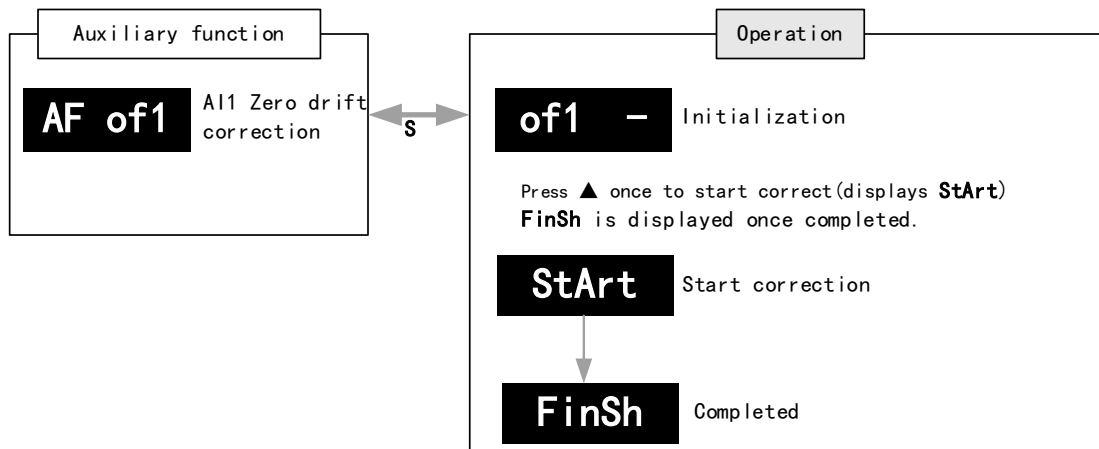 Auxiliary function
Operation
AF of1
AI1 Zero drift
correction
S
of1 -
Initialization
Press ▲ once to start correct(displays StArt)
FinSh is displayed once completed.
StArt
Start correction
FinSh
Completed